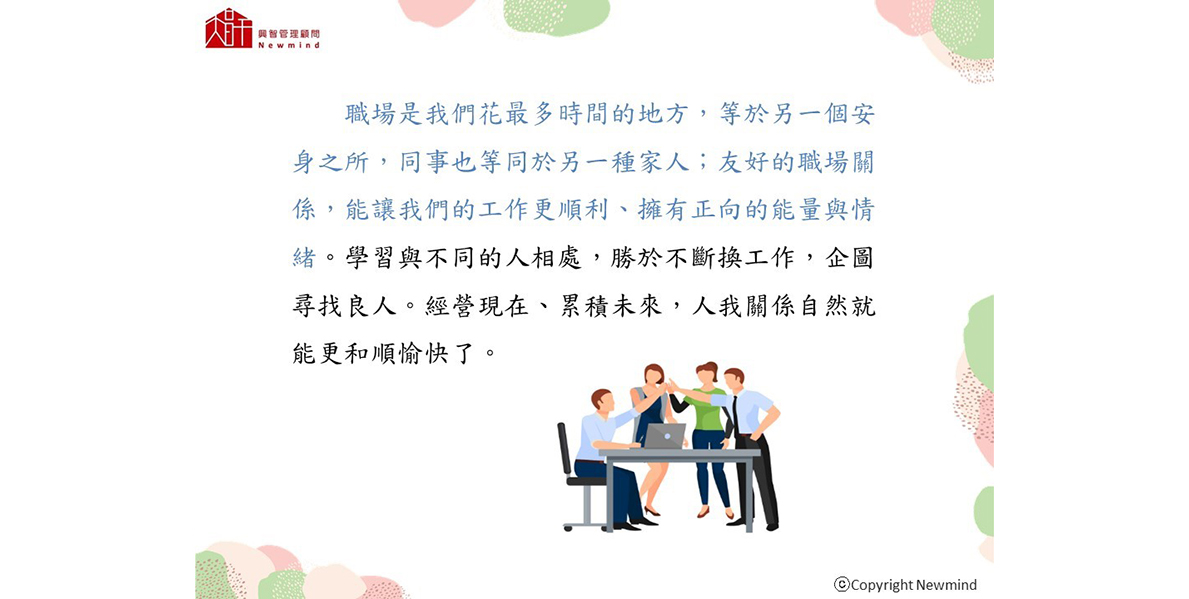 興智管理顧問
Newmind
職場是我們花最多時間的地方，等於另一個安
身之所，同事也等同於另一種家人；友好的職場關
係，能讓我們的工作更順利、擁有正向的能量與情
緒。學習與不同的人相處，勝於不斷換工作，企圖
尋找良人。經營現在、累積未來，人我關係自然就
能更和順愉快了。
ⓒCopyright Newmind